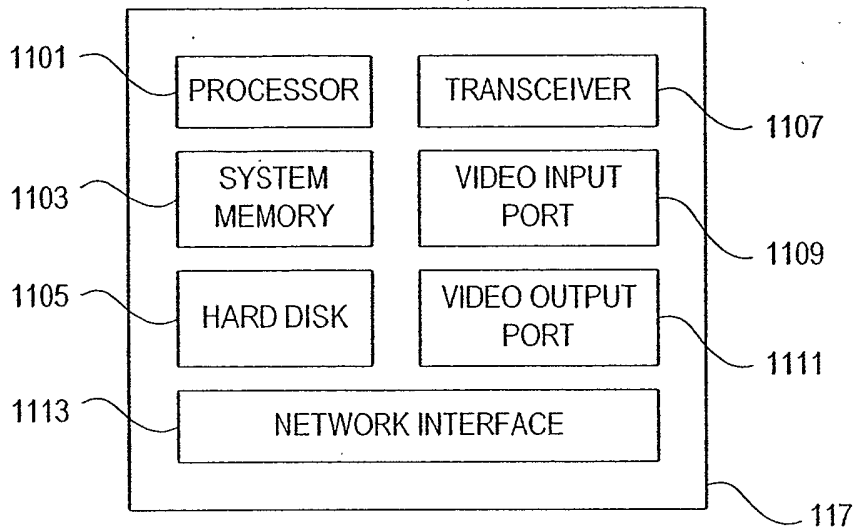 1101
PROCESSOR
TRANSCEIVER
1107
1103
SYSTEM
MEMORY
VIDEO INPUT
PORT
1109
1105
HARD DISK
VIDEO OUTPUT
PORT
1111
1113
NETWORK INTERFACE
117